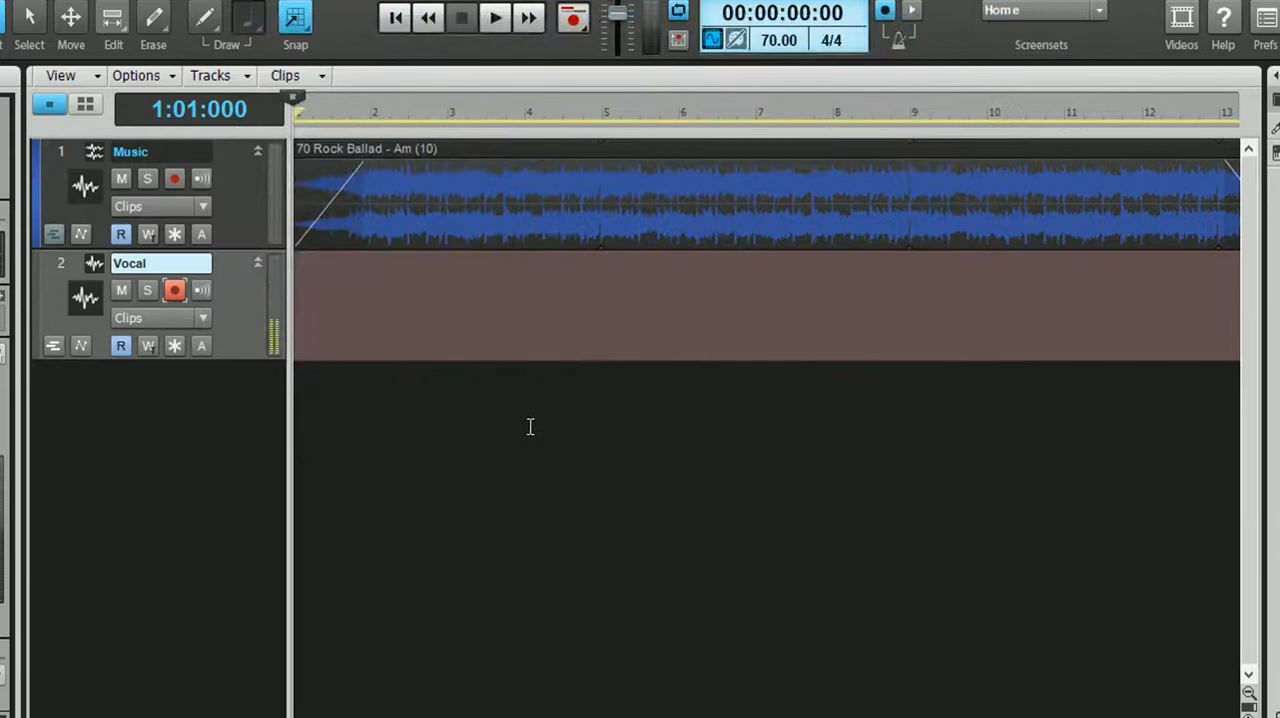 00:00:00:00
Select Move Edit Erase Draw Snap
70.00 4/4
Home
Screensets
Videos Help Prefs
View Options Tracks Clips
1:01:000
2 3 4 5 6 7 8 9 10 11 12 13
1 Music
70 Rock Ballad - Am (10)
M S
Clips
R W A
2 Vocal
M S
Clips
R W A